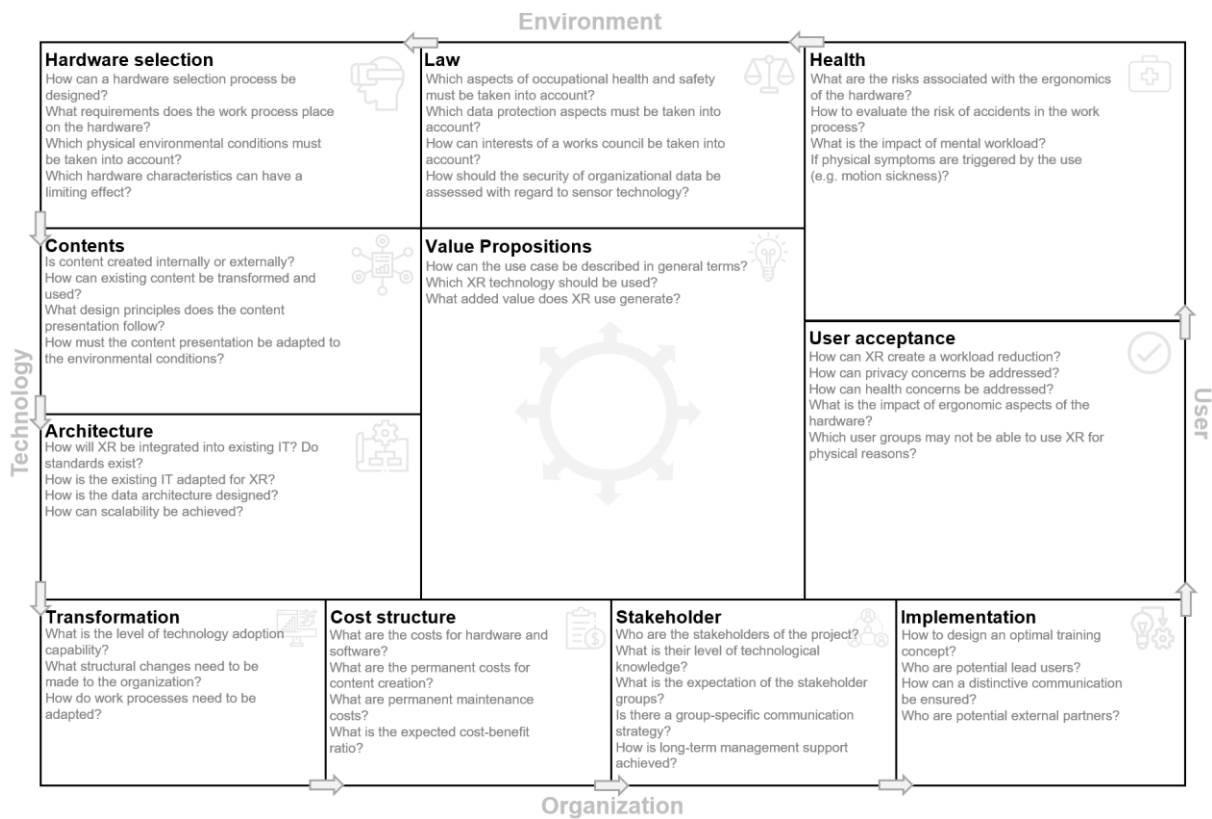 Environment
Hardware selection
How can a hardware selection process be
designed?
What requirements does the work process place
on the hardware?
Which physical environmental conditions must
be taken into account?
Which hardware characteristics can have a
limiting effect?
Law
Which aspects of occupational health and safety
must be taken into account?
Which data protection aspects must be taken into
account?
How can interests of a works council be taken into
account?
How should the security of organizational data be
assessed with regard to sensor technology?
Health
What are the risks associated with the ergonomics
of the hardware?
How to evaluate the risk of accidents in the work
process?
What is the impact of mental workload?
If physical symptoms are triggered by the use
(e.g. motion sickness)?
Technology
Contents
Is content created internally or externally?
How can existing content be transformed and
used?
What design principles does the content
presentation follow?
How must the content presentation be adapted to
the environmental conditions?
Value Propositions
How can the use case be described in general terms?
Which XR technology should be used?
What added value does XR use generate?
User acceptance
How can XR create a workload reduction?
How can privacy concerns be addressed?
How can health concerns be addressed?
What is the impact of ergonomic aspects of the
hardware?
Which user groups may not be able to use XR for
physical reasons?
User
Architecture
How will XR be integrated into existing IT? Do
standards exist?
How is the existing IT adapted for XR?
How is the data architecture designed?
How can scalability be achieved?
Transformation
What is the level of technology adoption
capability?
What structural changes need to be
made to the organization?
How do work processes need to be
adapted?
Cost structure
What are the costs for hardware and
software?
What are the permanent costs for
content creation?
What are permanent maintenance
costs?
What is the expected cost-benefit
ratio?
$
Stakeholder
Who are the stakeholders of the project?
What is their level of technological
knowledge?
What is the expectation of the stakeholder
groups?
Is there a group-specific communication
strategy?
How is long-term management support
achieved?
Implementation
How to design an optimal training
concept?
Who are potential lead users?
How can a distinctive communication
be ensured?
Who are potential external partners?
Organization